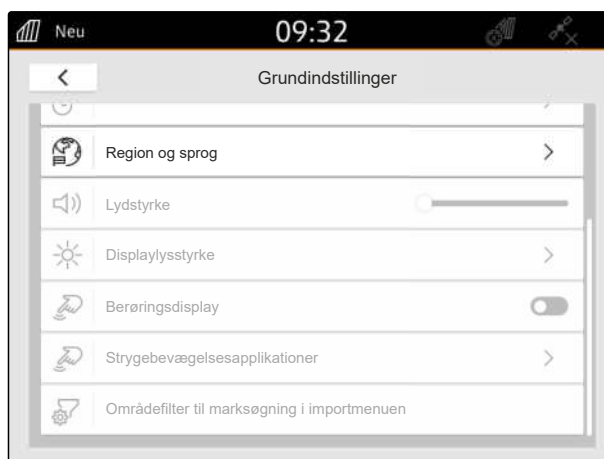 Neu
09:32
Grundindstillinger
Region og sprog
Lydstyrke
Displaylysstyrke
Berøringsdisplay
Strygebevægelsesapplikationer
Områdefilter til marksøgning i importmenuen